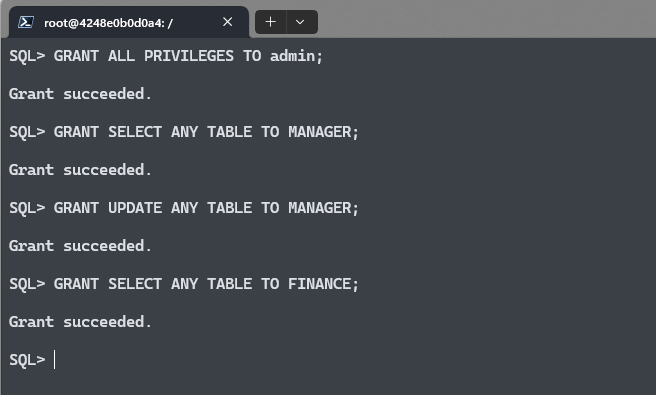 root@4248e0b0d0a4: /
SQL> GRANT ALL PRIVILEGES TO admin;
Grant succeeded.
SQL> GRANT SELECT ANY TABLE TO MANAGER;
Grant succeeded.
SQL> GRANT UPDATE ANY TABLE TO MANAGER;
Grant succeeded.
SQL> GRANT SELECT ANY TABLE TO FINANCE;
Grant succeeded.
SQL>